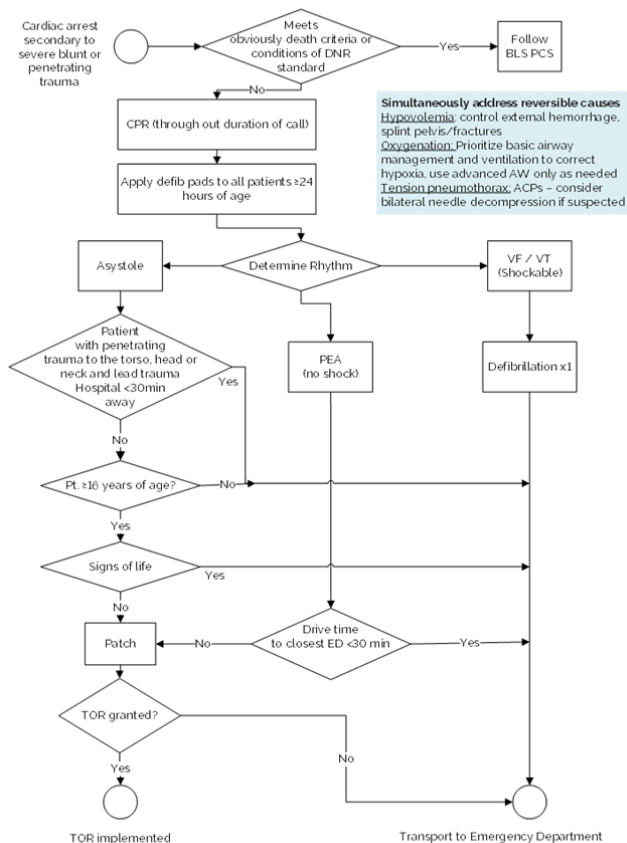 Cardiac arrest
secondary to
severe blunt or
penetrating
trauma
Meets
obviously death criteria or
conditions of DNR
standard
Yes
Follow
BLS PCS
No
CPR (through out duration of call)
Simultaneously address reversible causes
Hypovolemia: control external hemorrhage,
splint pelvis/fractures
Oxygenation: Prioritize basic airway
management and ventilation to correct
hypoxia, use advanced AW only as needed
Tension pneumothorax: ACPs – consider
bilateral needle decompression if suspected
Apply defib pads to all patients ≥24
hours of age
Asystole
Determine Rhythm
VF / VT
(Shockable)
Patient
with penetrating
trauma to the torso, head or
neck and lead trauma
Hospital <30min
away
Yes
PEA
(no shock)
Defibrillation x1
No
Pt. ≥16 years of age?
No
Yes
Signs of life
Yes
No
Patch
No
Drive time
to closest ED <30 min
Yes
TOR granted?
No
Yes
TOR implemented
Transport to Emergency Department